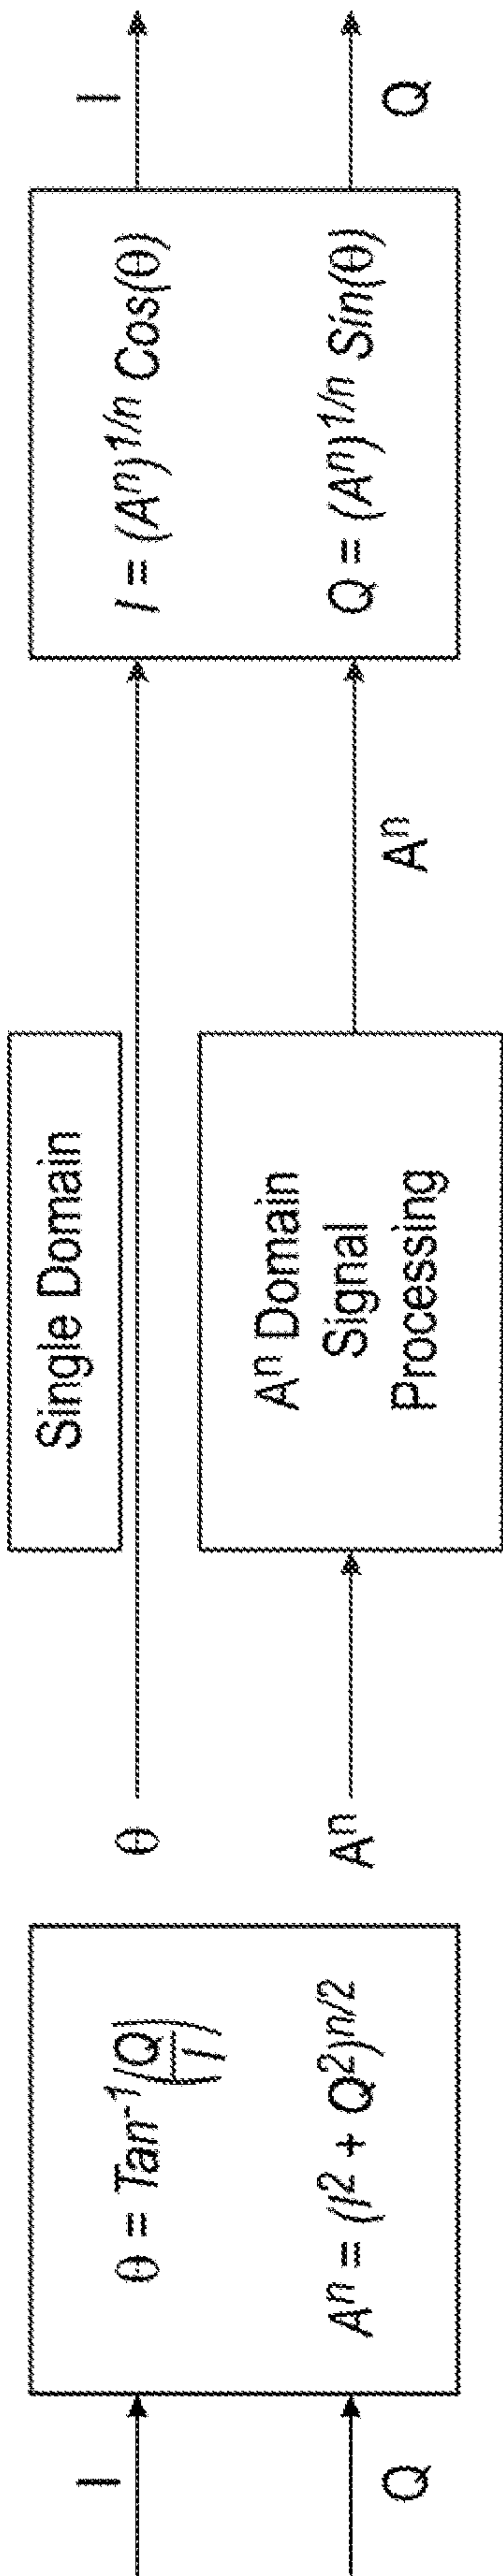 I
Q
θ = Tan⁻¹(Q/I)
Aⁿ = (I² + Q²)ⁿ/²
θ
Aⁿ
Single Domain
Aⁿ Domain
Signal
Processing
Aⁿ
I = (Aⁿ)¹/ⁿ Cos(θ)
Q = (Aⁿ)¹/ⁿ Sin(θ)
I
Q